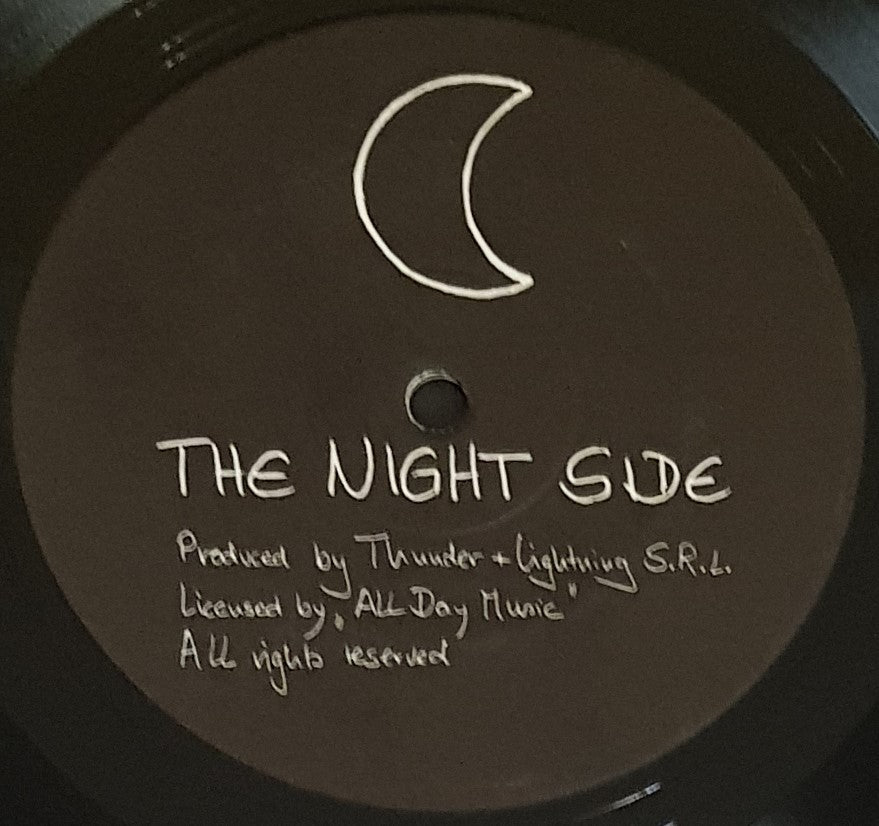 THE NIGHT SIDE
Produced by Thunder + Lightning S.R.L.
Licensed by „ALL Day Music"
All rights reserved